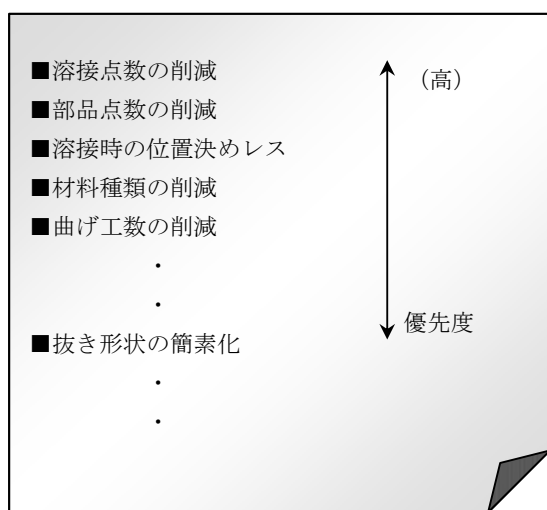 ■溶接点数の削減
(高)
■部品点数の削減
■溶接時の位置決めレス
■材料種類の削減
■曲げ工数の削減
・
・
優先度
■抜き形状の簡素化
・
・